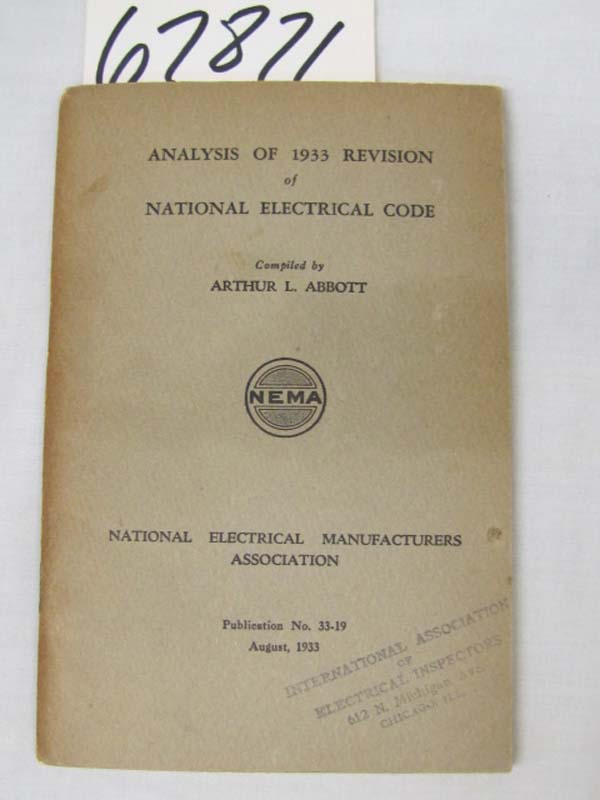 67871
ANALYSIS OF 1933 REVISION
of
NATIONAL ELECTRICAL CODE
Compiled by
ARTHUR L. ABBOTT
NEMA
NATIONAL ELECTRICAL MANUFACTURERS
ASSOCIATION
Publication No. 33-19
August, 1933
INTERNATIONAL ASSOCIATION
OF
ELECTRICAL INSPECTORS
612 N. Michigan Ave.
CHICAGO, ILL.